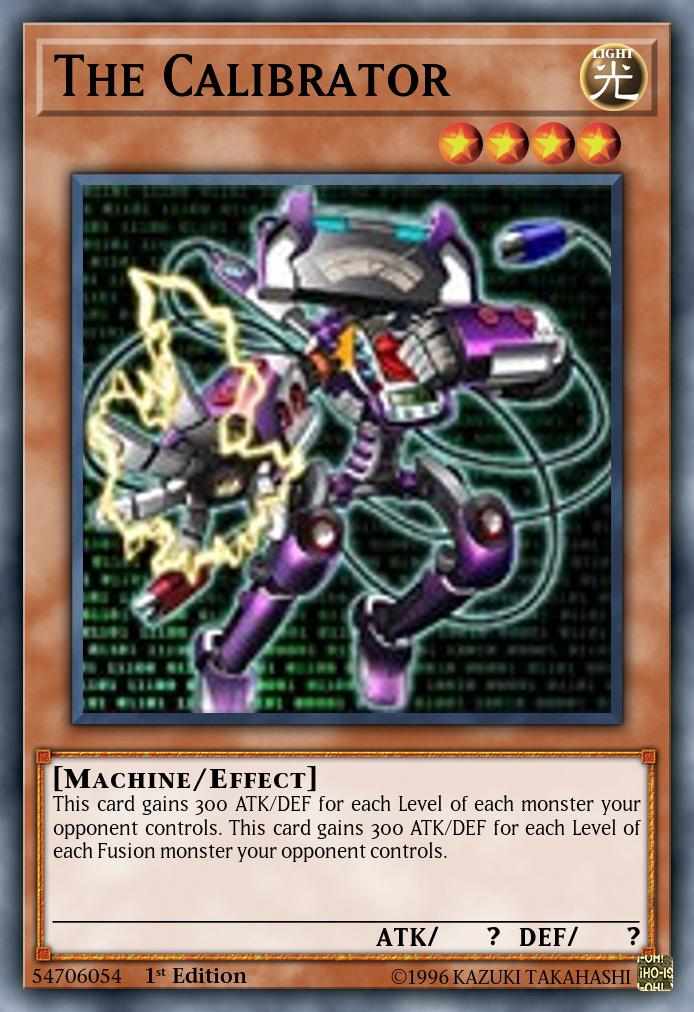 The Calibrator
LIGHT
光
[Machine/Effect]
This card gains 300 ATK/DEF for each Level of each monster your
opponent controls. This card gains 300 ATK/DEF for each Level of
each Fusion monster your opponent controls.
ATK/ ? DEF/ ?
54706054 1st Edition ©1996 KAZUKI TAKAHASHI